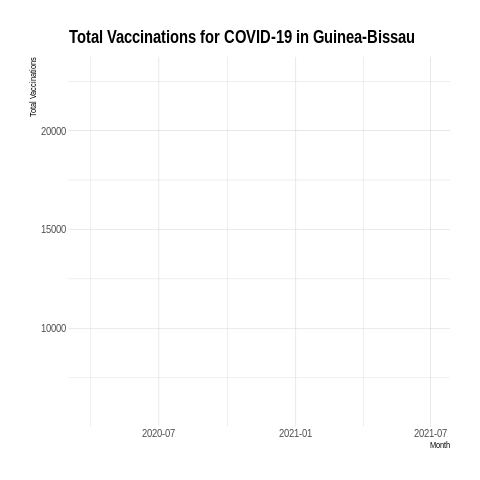 Total Vaccinations for COVID-19 in Guinea-Bissau
Total Vaccinations
20000
15000
10000
2020-07 2021-01 2021-07
Month